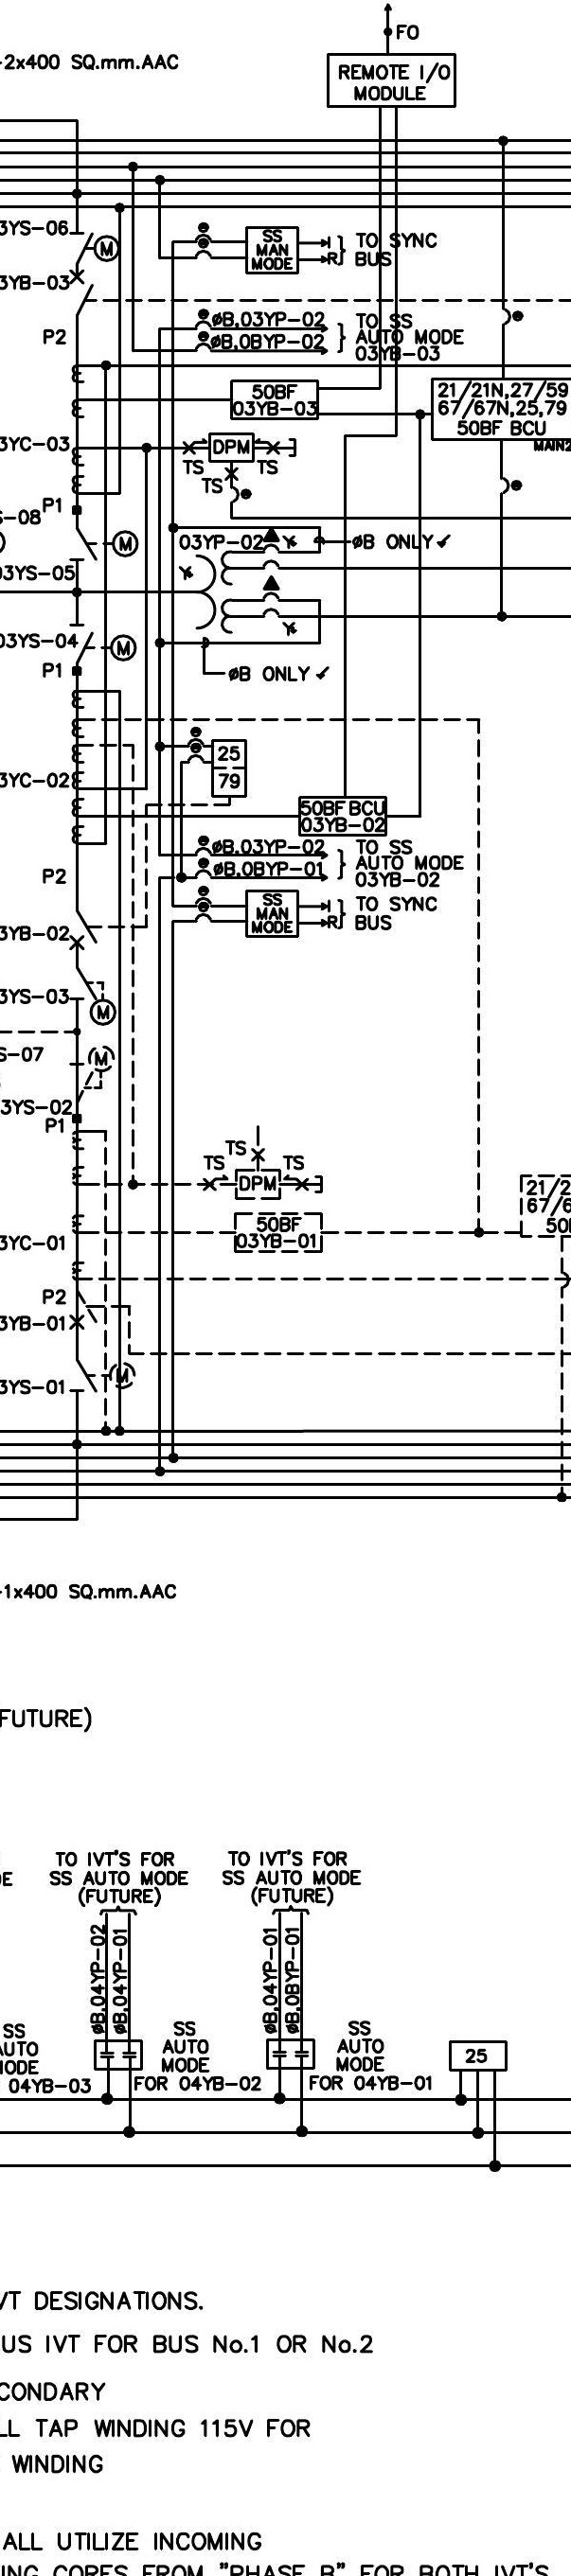 FO
-2x400 SQ.mm.AAC
REMOTE I/O
MODULE
3YS-06
M
SS
MAN
MODE
I
R
TO SYNC
BUS
3YB-03
P2
øB,03YP-02
øB,0BYP-02
TO SS
AUTO MODE
03YB-03
50BF
03YB-03
21/21N,27/59
67/67N,25,79
50BF BCU
MAIN2
3YC-03
TS
DPM
TS
TS
P1
S-08
M
03YP-02
Y
øB ONLY
03YS-05
Y
Y
03YS-04
M
P1
øB ONLY
25
79
3YC-02
50BF BCU
03YB-02
øB,03YP-02
øB,0BYP-01
TO SS
AUTO MODE
03YB-02
P2
SS
MAN
MODE
I
R
TO SYNC
BUS
3YB-02
3YS-03
M
S-07
M
3YS-02
P1
TS
TS
TS
DPM
21/2
67/6
50
50BF
03YB-01
3YC-01
P2
3YB-01
3YS-01
M
-1x400 SQ.mm.AAC
FUTURE)
TO IVT'S FOR
SS AUTO MODE
(FUTURE)
TO IVT'S FOR
SS AUTO MODE
(FUTURE)
DE
øB,04YP-02
øB,04YP-01
øB,04YP-01
øB,0BYP-01
SS
AUTO
MODE
04YB-03
SS
AUTO
MODE
FOR 04YB-02
SS
AUTO
MODE
FOR 04YB-01
25
VT DESIGNATIONS.
US IVT FOR BUS No.1 OR No.2
CONDARY
LL TAP WINDING 115V FOR
WINDING
ALL UTILIZE INCOMING
ING CORES FROM "PHASE B" FOR BOTH IVT'S